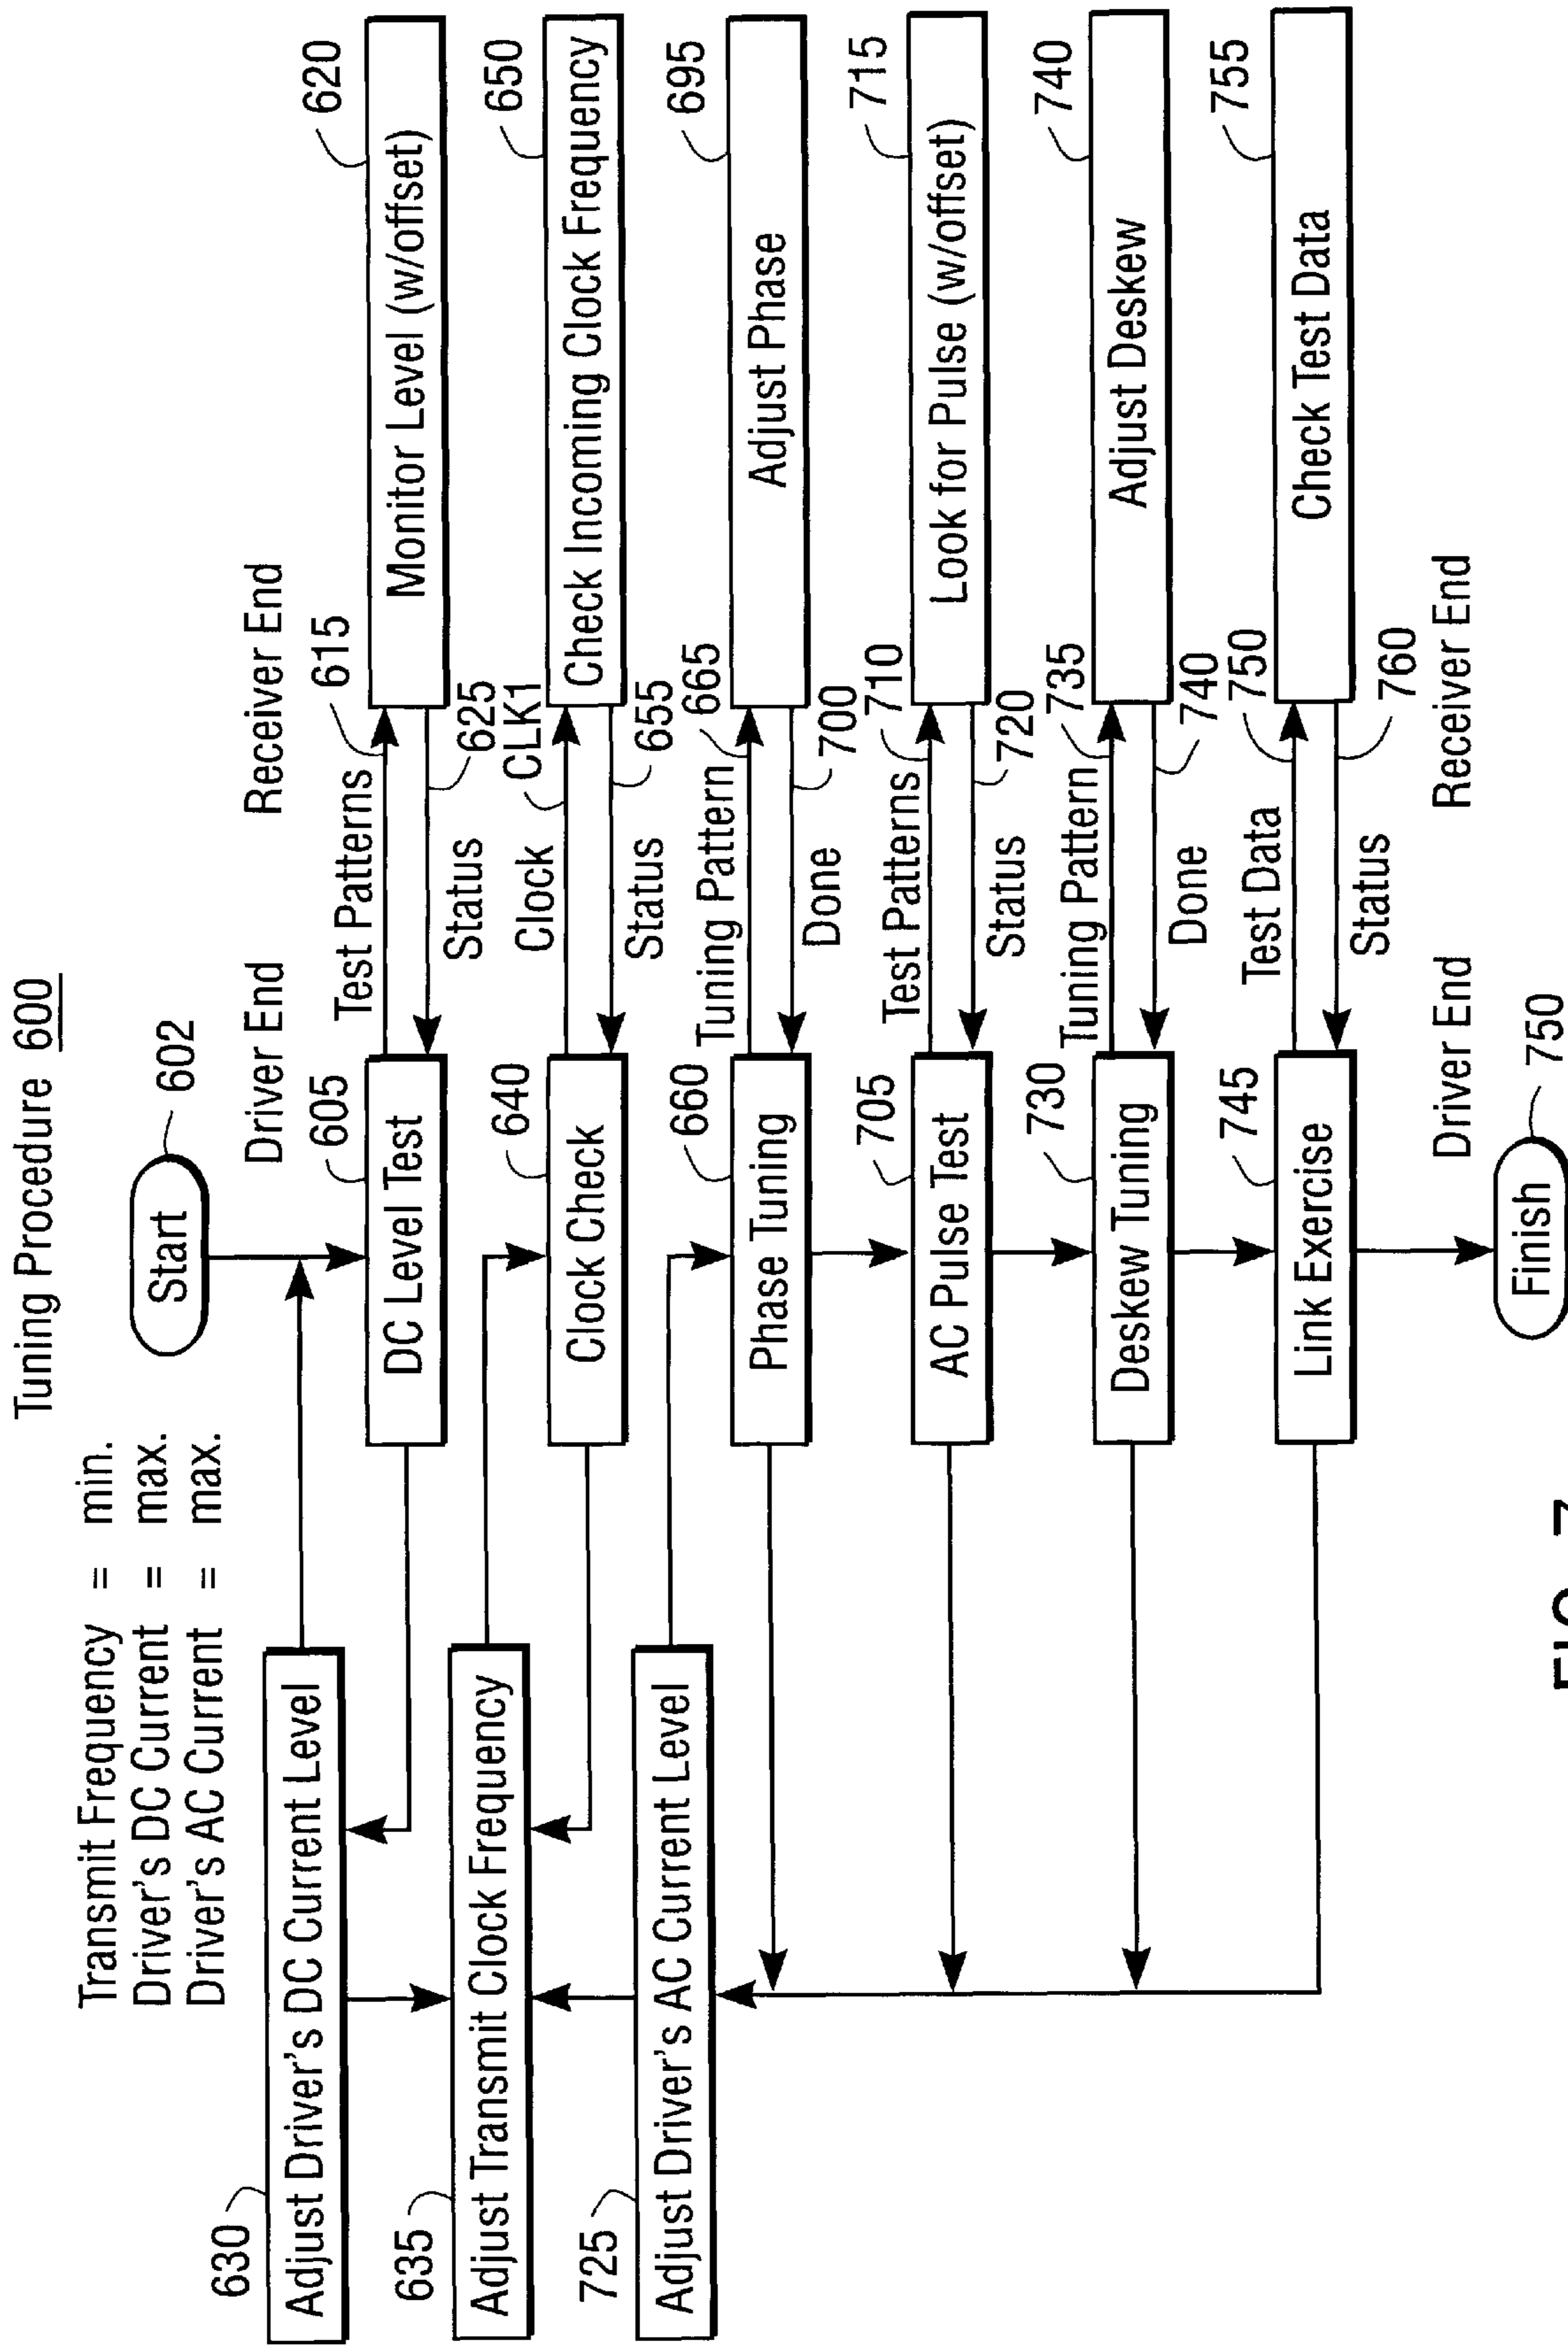 Tuning Procedure 600
Transmit Frequency = min.
Driver's DC Current = max.
Driver's AC Current = max.
Start
602
Driver End
Receiver End
630
Adjust Driver's DC Current Level
605
DC Level Test
Test Patterns
615
Status
625
620
Monitor Level (w/offset)
635
Adjust Transmit Clock Frequency
640
Clock Check
Clock
CLK1
Status
655
650
Check Incoming Clock Frequency
725
Adjust Driver's AC Current Level
660
Phase Tuning
Tuning Pattern
665
Done
700
695
Adjust Phase
705
AC Pulse Test
Test Patterns
710
Status
720
715
Look for Pulse (w/offset)
730
Deskew Tuning
Tuning Pattern
735
Done
740
740
Adjust Deskew
745
Link Exercise
Test Data
750
Status
760
755
Check Test Data
Driver End
Receiver End
Finish
750